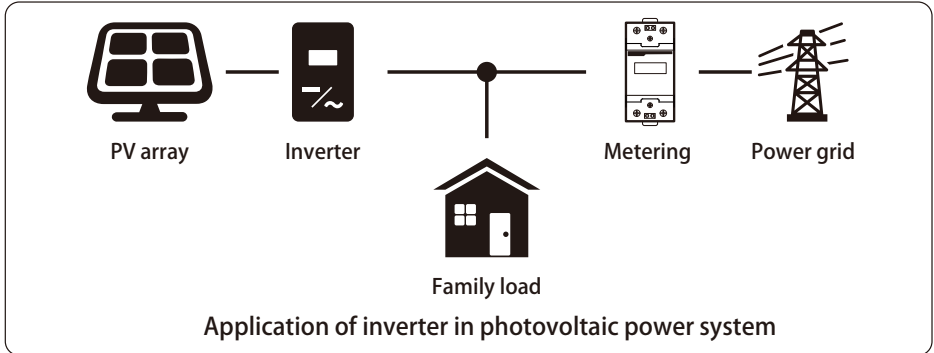 PV array
Inverter
Metering
Power grid
Family load
Application of inverter in photovoltaic power system